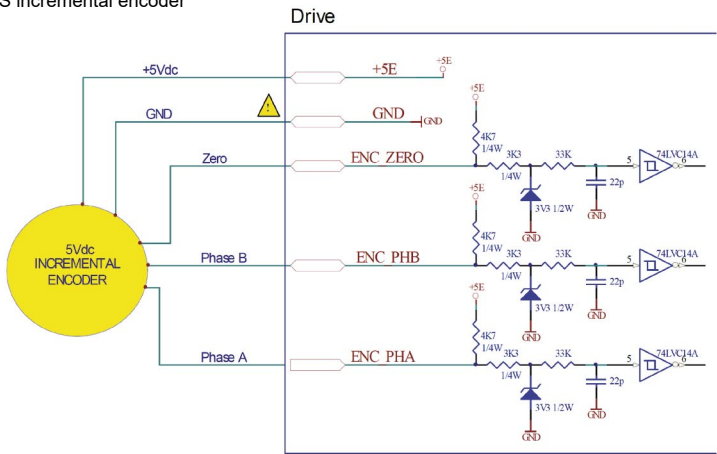 S incremental encoder
Drive
+5Vdc
+5E
+5E
GND
GND
GND
Zero
ENC_ZERO
+5E
4K7
1/4W
3K3
1/4W
33K
3V3 1/2W
GND
22p
GND
5
74LVC14A
6
5Vdc
INCREMENTAL
ENCODER
Phase B
ENC_PHB
+5E
4K7
1/4W
3K3
1/4W
33K
3V3 1/2W
GND
22p
GND
5
74LVC14A
6
Phase A
ENC_PHA
+5E
4K7
1/4W
3K3
1/4W
33K
3V3 1/2W
GND
22p
GND
5
74LVC14A
6